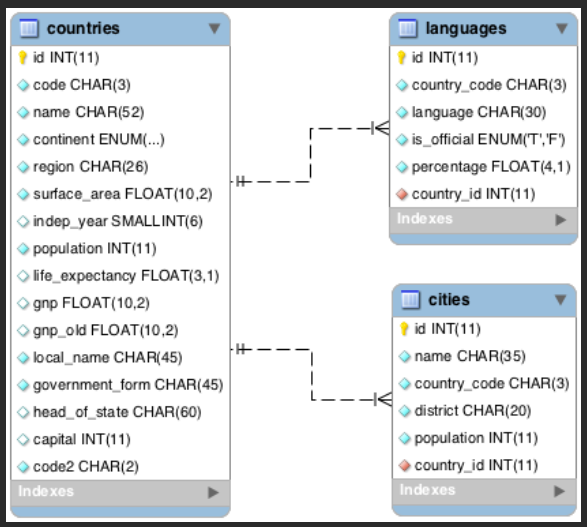 countries
id INT(11)
code CHAR(3)
name CHAR(52)
continent ENUM(...)
region CHAR(26)
surface_area FLOAT(10,2)
indep_year SMALLINT(6)
population INT(11)
life_expectancy FLOAT(3,1)
gnp FLOAT(10,2)
gnp_old FLOAT(10,2)
local_name CHAR(45)
government_form CHAR(45)
head_of_state CHAR(60)
capital INT(11)
code2 CHAR(2)
Indexes
languages
id INT(11)
country_code CHAR(3)
language CHAR(30)
is_official ENUM('T','F')
percentage FLOAT(4,1)
country_id INT(11)
Indexes
cities
id INT(11)
name CHAR(35)
country_code CHAR(3)
district CHAR(20)
population INT(11)
country_id INT(11)
Indexes